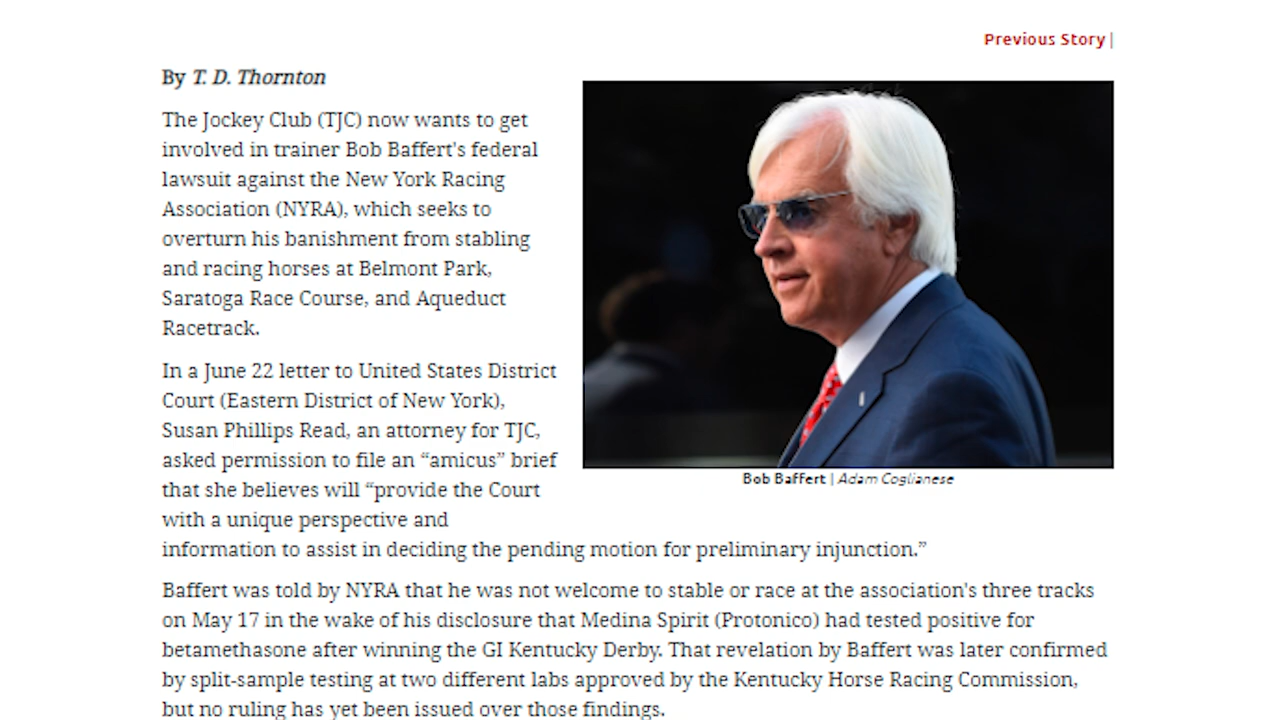 Previous Story |
By T. D. Thornton
The Jockey Club (TJC) now wants to get
involved in trainer Bob Baffert's federal
lawsuit against the New York Racing
Association (NYRA), which seeks to
overturn his banishment from stabling
and racing horses at Belmont Park,
Saratoga Race Course, and Aqueduct
Racetrack.
In a June 22 letter to United States District
Court (Eastern District of New York),
Susan Phillips Read, an attorney for TJC,
asked permission to file an “amicus” brief
that she believes will “provide the Court
with a unique perspective and
information to assist in deciding the pending motion for preliminary injunction.”
Bob Baffert | Adam Coglianese
Baffert was told by NYRA that he was not welcome to stable or race at the association's three tracks
on May 17 in the wake of his disclosure that Medina Spirit (Protonico) had tested positive for
betamethasone after winning the GI Kentucky Derby. That revelation by Baffert was later confirmed
by split-sample testing at two different labs approved by the Kentucky Horse Racing Commission,
but no ruling has yet been issued over those findings.